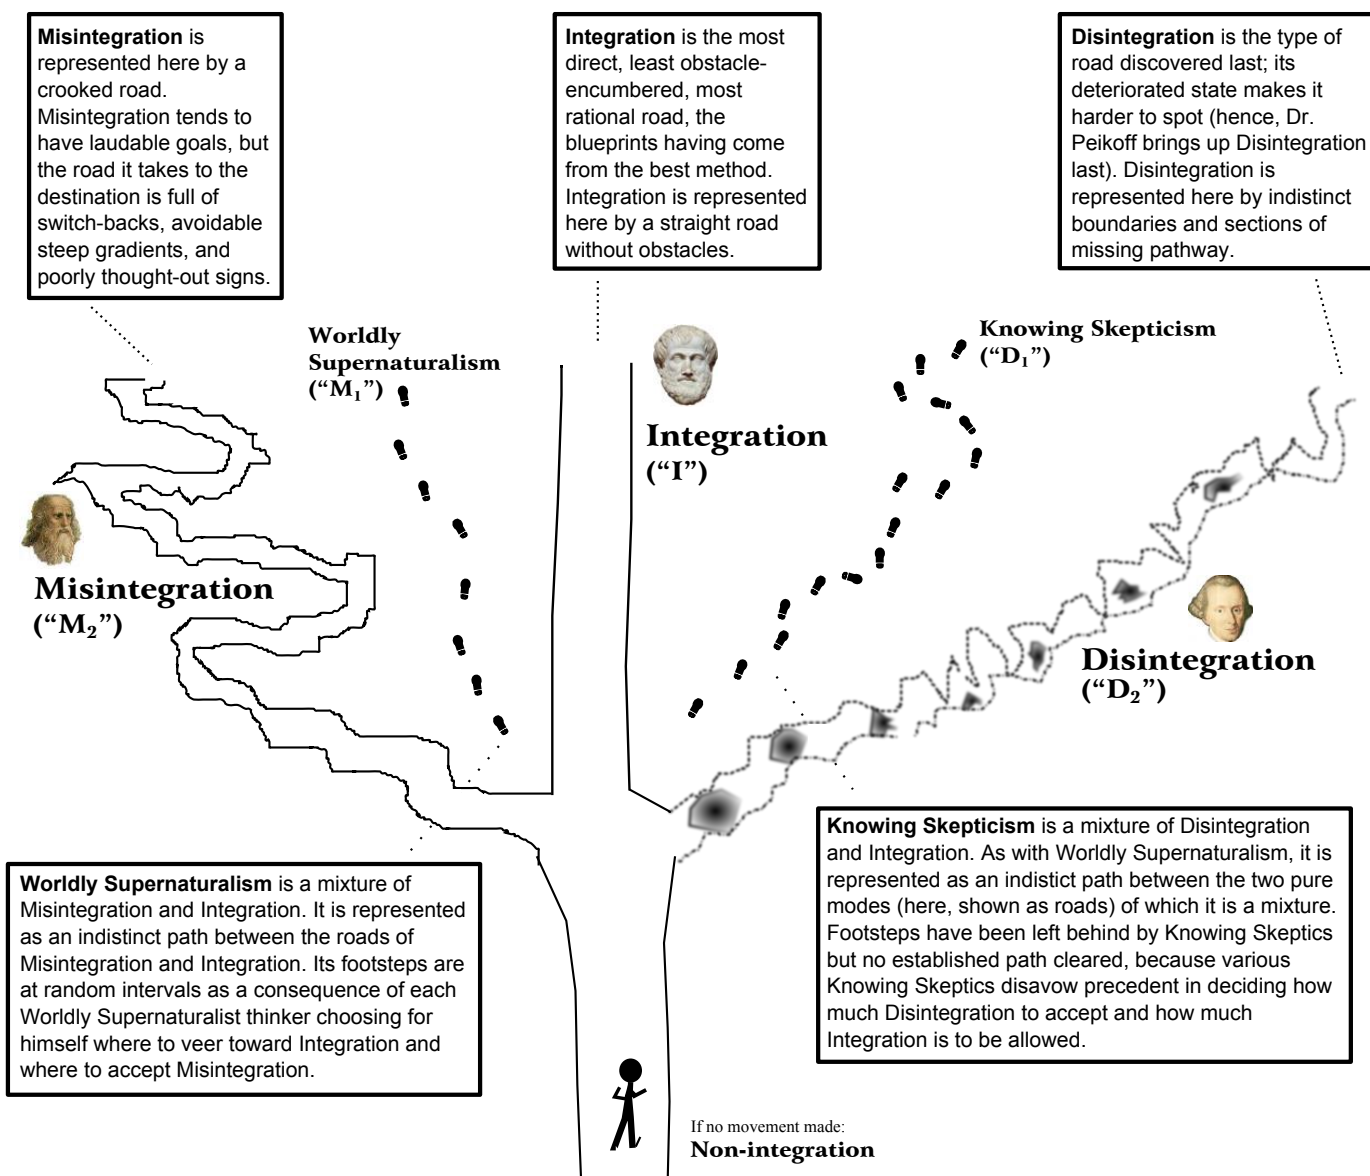 Misintegration is
represented here by a
crooked road.
Misintegration tends to
have laudable goals, but
the road it takes to the
destination is full of
switch-backs, avoidable
steep gradients, and
poorly thought-out signs.
Integration is the most
direct, least obstacle-
encumbered, most
rational road, the
blueprints having come
from the best method.
Integration is represented
here by a straight road
without obstacles.
Disintegration is the type of
road discovered last; its
deteriorated state makes it
harder to spot (hence, Dr.
Peikoff brings up Disintegration
last). Disintegration is
represented here by indistinct
boundaries and sections of
missing pathway.
Worldly
Supernaturalism
(“M₁”)
Integration
(“I”)
Knowing Skepticism
(“D₁”)
Misintegration
(“M₂”)
Disintegration
(“D₂”)
Worldly Supernaturalism is a mixture of
Misintegration and Integration. It is represented
as an indistinct path between the roads of
Misintegration and Integration. Its footsteps are
at random intervals as a consequence of each
Worldly Supernaturalist thinker choosing for
himself where to veer toward Integration and
where to accept Misintegration.
Knowing Skepticism is a mixture of Disintegration
and Integration. As with Worldly Supernaturalism, it is
represented as an indistict path between the two pure
modes (here, shown as roads) of which it is a mixture.
Footsteps have been left behind by Knowing Skeptics
but no established path cleared, because various
Knowing Skeptics disavow precedent in deciding how
much Disintegration to accept and how much
Integration is to be allowed.
If no movement made:
Non-integration